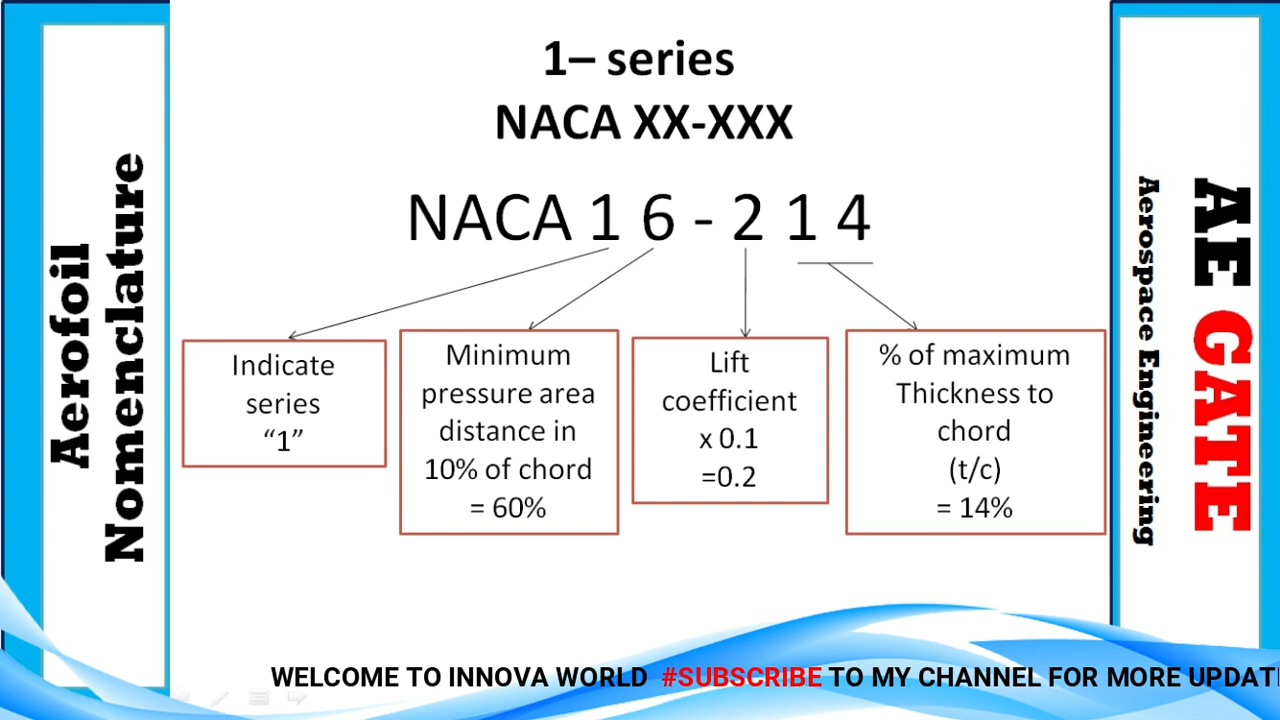 Aerofoil
Nomenclature
1– series
NACA XX-XXX
NACA 1 6 - 2 1 4
Indicate
series
“1”
Minimum
pressure area
distance in
10% of chord
= 60%
Lift
coefficient
x 0.1
=0.2
% of maximum
Thickness to
chord
(t/c)
= 14%
AE GATE
Aerospace Engineering
WELCOME TO INNOVA WORLD #SUBSCRIBE TO MY CHANNEL FOR MORE UPDAT